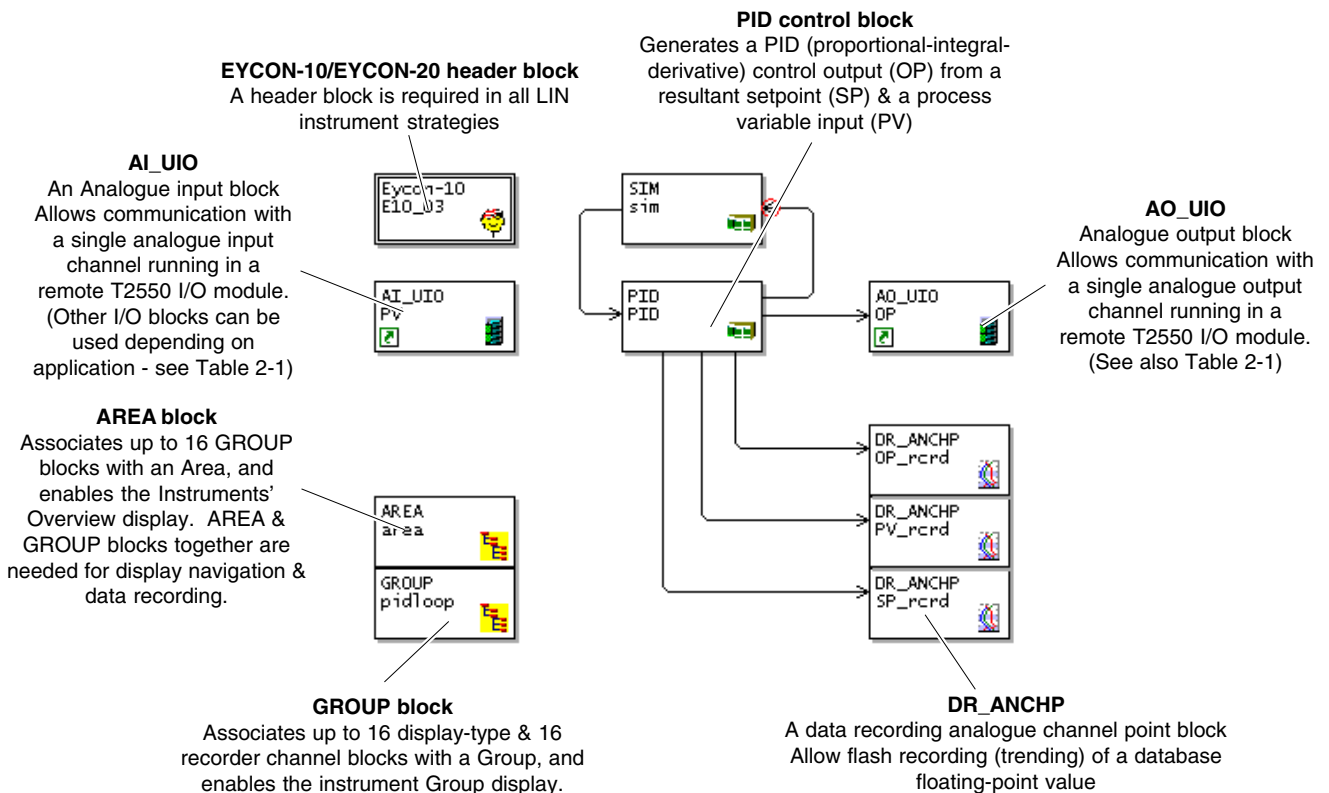 PID control block
Generates a PID (proportional-integral-
derivative) control output (OP) from a
resultant setpoint (SP) & a process
variable input (PV)
EYCON-10/EYCON-20 header block
A header block is required in all LIN
instrument strategies
AI_UIO
An Analogue input block
Allows communication with
a single analogue input
channel running in a
remote T2550 I/O module.
(Other I/O blocks can be
used depending on
application - see Table 2-1)
Eycon-10
E10_03
SIM
sim
AO_UIO
Analogue output block
Allows communication with
a single analogue output
channel running in a
remote T2550 I/O module.
(See also Table 2-1)
AI_UIO
PV
PID
PID
AO_UIO
OP
AREA block
Associates up to 16 GROUP
blocks with an Area, and
enables the Instruments'
Overview display. AREA &
GROUP blocks together are
needed for display navigation &
data recording.
AREA
area
GROUP
pidloop
DR_ANCHP
OP_rcrd
DR_ANCHP
PV_rcrd
DR_ANCHP
SP_rcrd
GROUP block
Associates up to 16 display-type & 16
recorder channel blocks with a Group, and
enables the instrument Group display.
DR_ANCHP
A data recording analogue channel point block
Allow flash recording (trending) of a database
floating-point value